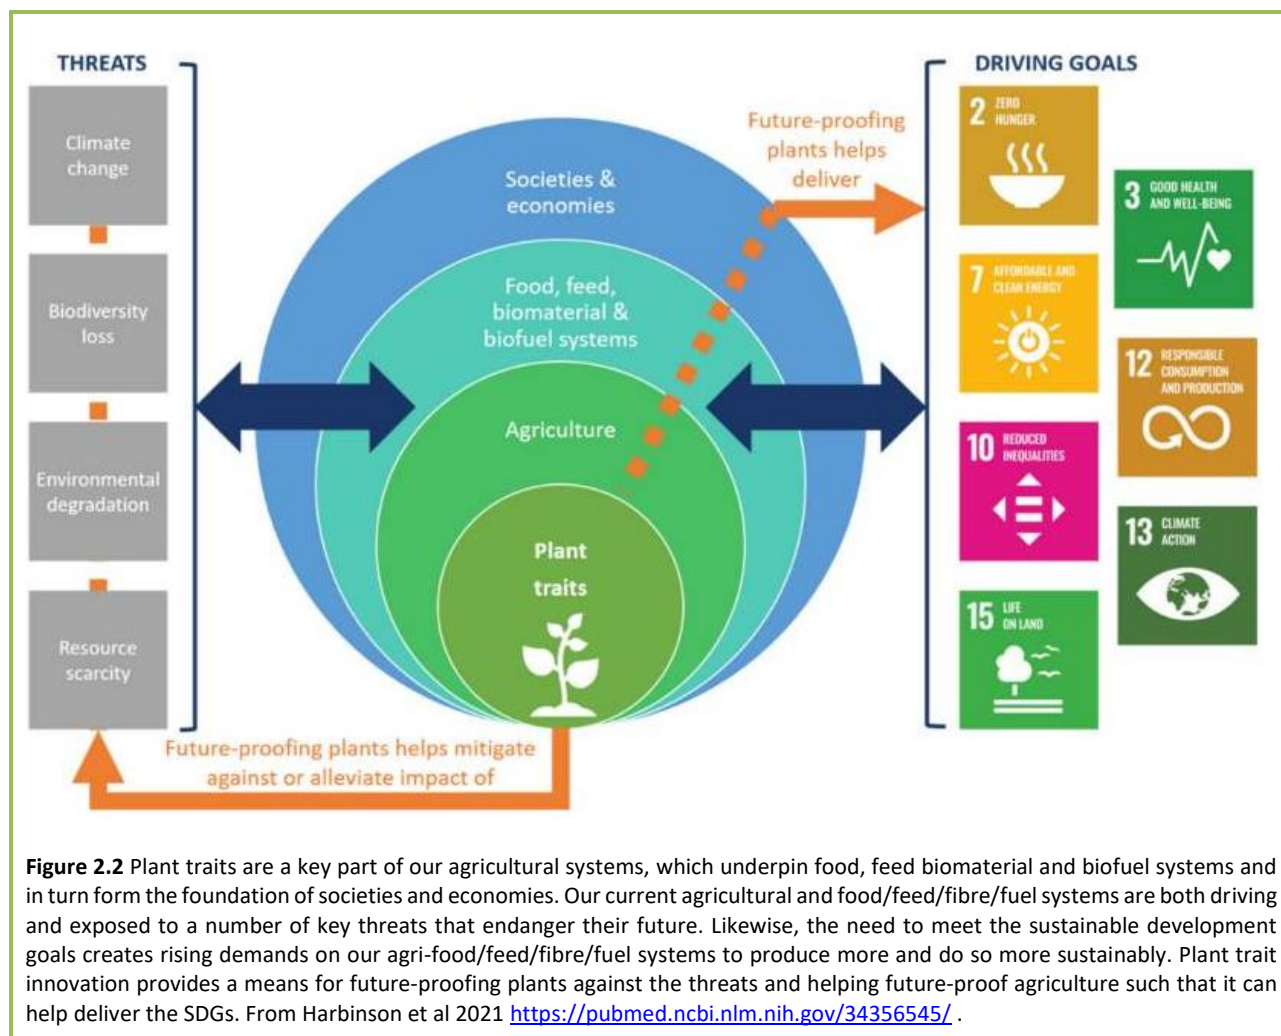 THREATS
Climate
change
Biodiversity
loss
Environmental
degradation
Resource
scarcity
Societies &
economies
Food, feed,
biomaterial &
biofuel systems
Agriculture
Plant
traits
Future-proofing
plants helps
deliver
Future-proofing plants helps mitigate
against or alleviate impact of
DRIVING GOALS
2 ZERO
HUNGER
3 GOOD HEALTH
AND WELL-BEING
7 AFFORDABLE AND
CLEAN ENERGY
12 RESPONSIBLE
CONSUMPTION
AND PRODUCTION
10 REDUCED
INEQUALITIES
13 CLIMATE
ACTION
15 LIFE
ON LAND
Figure 2.2 Plant traits are a key part of our agricultural systems, which underpin food, feed biomaterial and biofuel systems and
in turn form the foundation of societies and economies. Our current agricultural and food/feed/fibre/fuel systems are both driving
and exposed to a number of key threats that endanger their future. Likewise, the need to meet the sustainable development
goals creates rising demands on our agri-food/feed/fibre/fuel systems to produce more and do so more sustainably. Plant trait
innovation provides a means for future-proofing plants against the threats and helping future-proof agriculture such that it can
help deliver the SDGs. From Harbinson et al 2021 https://pubmed.ncbi.nlm.nih.gov/34356545/ .